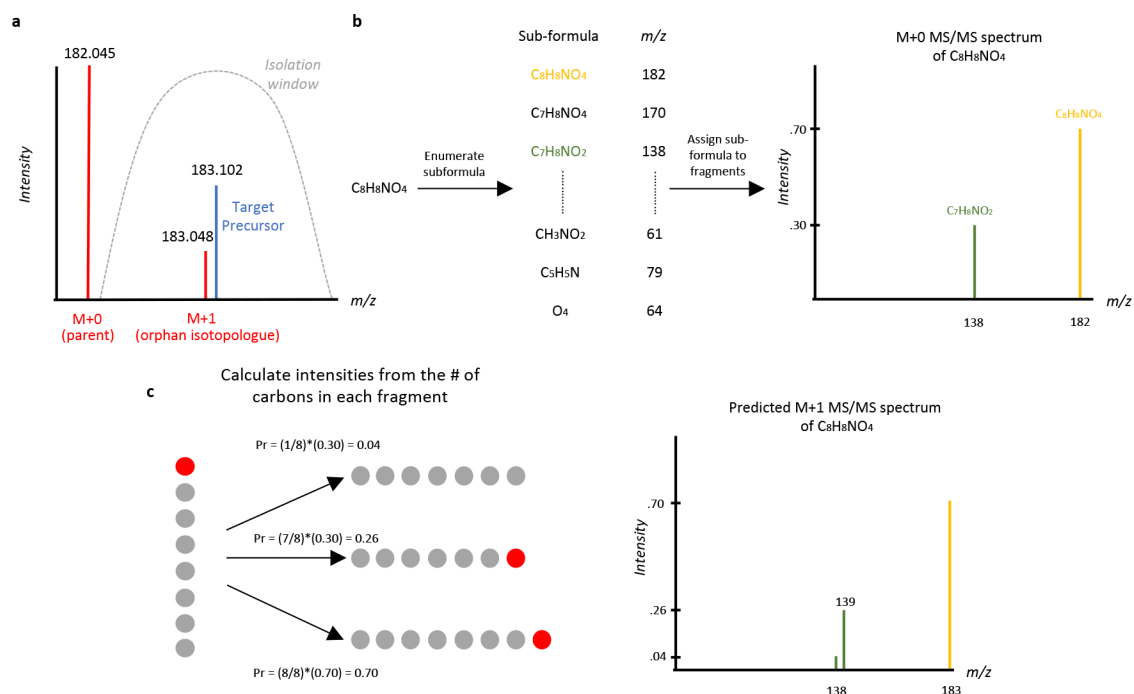 a
182.045
Isolation
window
183.102
Target
Precursor
183.048
Intensity
m/z
M+0
(parent)
M+1
(orphan isotopologue)
b
Sub-formula
m/z
C₈H₈NO₄
182
C₇H₈NO₄
170
C₇H₈NO₂
138
C₈H₈NO₄
Enumerate
subformula
Assign sub-
formula to
fragments
CH₃NO₂
61
C₅H₅N
79
O₄
64
M+0 MS/MS spectrum
of C₈H₈NO₄
C₈H₈NO₄
.70
C₇H₈NO₂
.30
Intensity
m/z
138
182
c
Calculate intensities from the # of
carbons in each fragment
Pr = (1/8)*(0.30) = 0.04
Pr = (7/8)*(0.30) = 0.26
Pr = (8/8)*(0.70) = 0.70
Predicted M+1 MS/MS spectrum
of C₈H₈NO₄
.70
Intensity
139
.26
.04
m/z
138
183